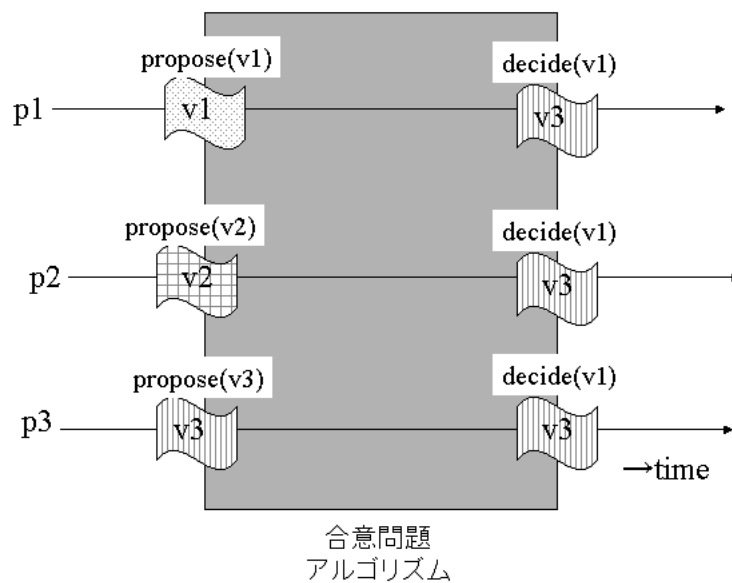 propose(v1)
decide(v1)
p1
v1
v3
propose(v2)
decide(v1)
p2
v2
v3
propose(v3)
decide(v1)
p3
v3
v3
→time
合意問題
アルゴリズム